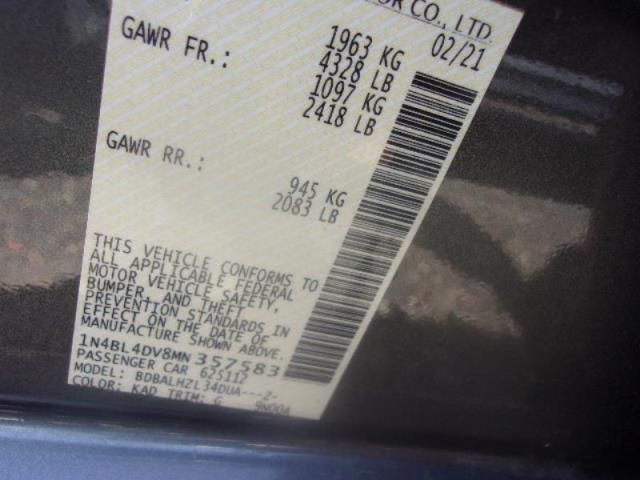 OR CO., LTD.
02/21
1963 KG
4328 LB
GAWR FR.: 1097 KG
2418 LB
GAWR RR.: 945 KG
2083 LB
THIS VEHICLE CONFORMS TO
ALL APPLICABLE FEDERAL
MOTOR VEHICLE SAFETY,
BUMPER, AND THEFT
PREVENTION STANDARDS IN
EFFECT ON THE DATE OF
MANUFACTURE SHOWN ABOVE.
1N4BL4DV8MN357583
PASSENGER CAR 625112
MODEL: BDBALHZL34DUA---Z-
COLOR: KAD TRIM: G 9N00A